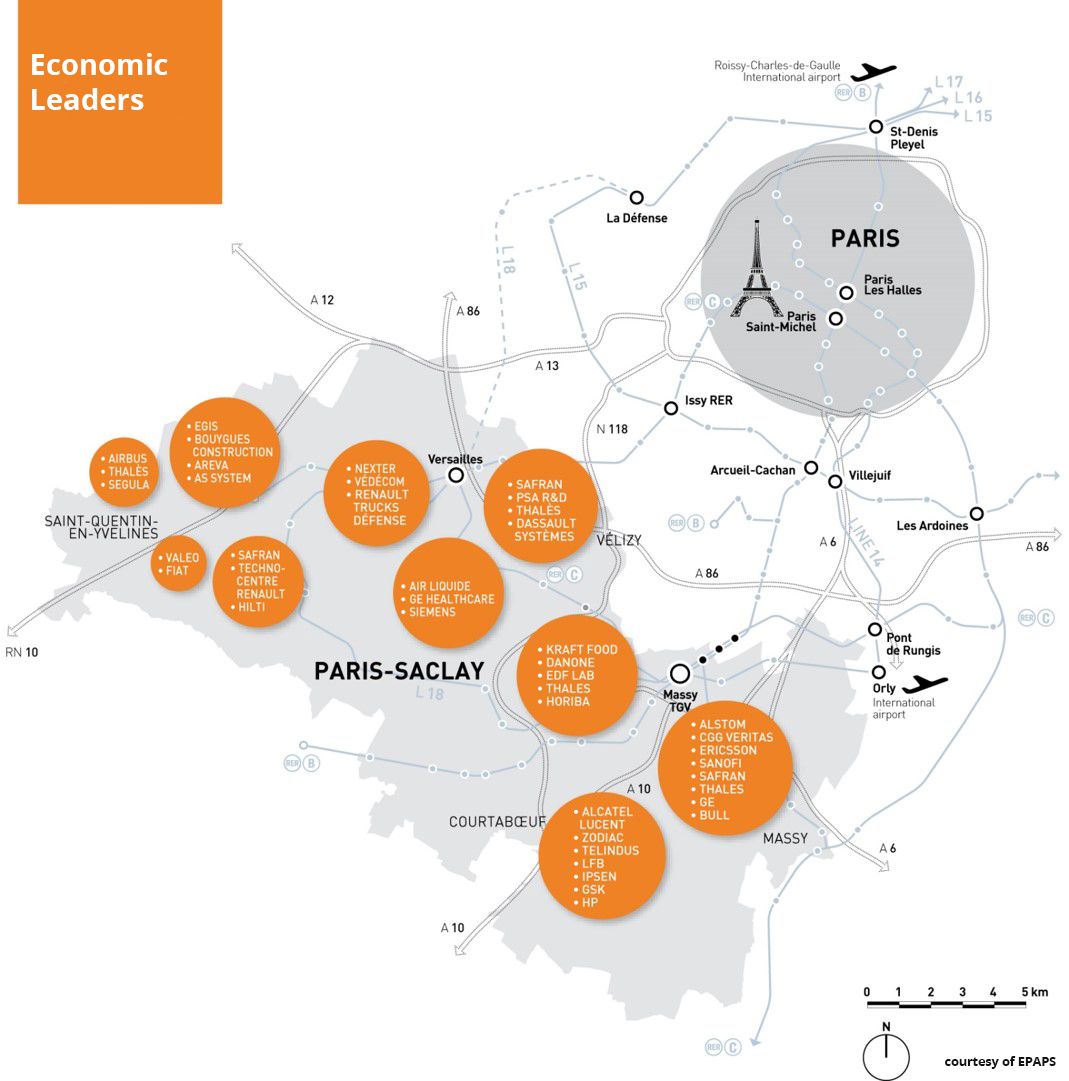 Economic
Leaders
Roissy-Charles-de-Gaulle
International airport
RER B
L 17
L 16
L 15
St-Denis
Pleyel
La Défense
PARIS
L 18
L 15
Paris
Les Halles
RER C
Paris
Saint-Michel
A 12
A 86
A 13
Issy RER
N 118
• EGIS
• BOUYGUES
CONSTRUCTION
• AREVA
• AS SYSTEM
• AIRBUS
• THALÈS
• SEGULA
Versailles
• NEXTER
• VÉDÉCOM
• RENAULT
TRUCKS
DÉFENSE
• SAFRAN
• PSA R&D
• THALÈS
• DASSAULT
SYSTÈMES
Arcueil-Cachan
Villejuif
SAINT-QUENTIN-
EN-YVELINES
RER B
Les Ardoines
VÉLIZY
A 6
LINE 14
A 86
• VALEO
• FIAT
• SAFRAN
• TECHNO-
CENTRE
RENAULT
• HILTI
• AIR LIQUIDE
• GE HEALTHCARE
• SIEMENS
RER C
A 86
RER C
RN 10
Pont
de Rungis
PARIS-SACLAY
L 18
• KRAFT FOOD
• DANONE
• EDF LAB
• THALES
• HORIBA
Massy
TGV
Orly
International
airport
• ALSTOM
• CGG VERITAS
• ERICSSON
• SANOFI
• SAFRAN
• THALES
• GE
• BULL
RER B
A 10
COURTABŒUF
• ALCATEL
LUCENT
• ZODIAC
• TELINDUS
• LFB
• IPSEN
• GSK
• HP
MASSY
A 6
A 10
0 1 2 3 4 5 km
N
RER C
courtesy of EPAPS